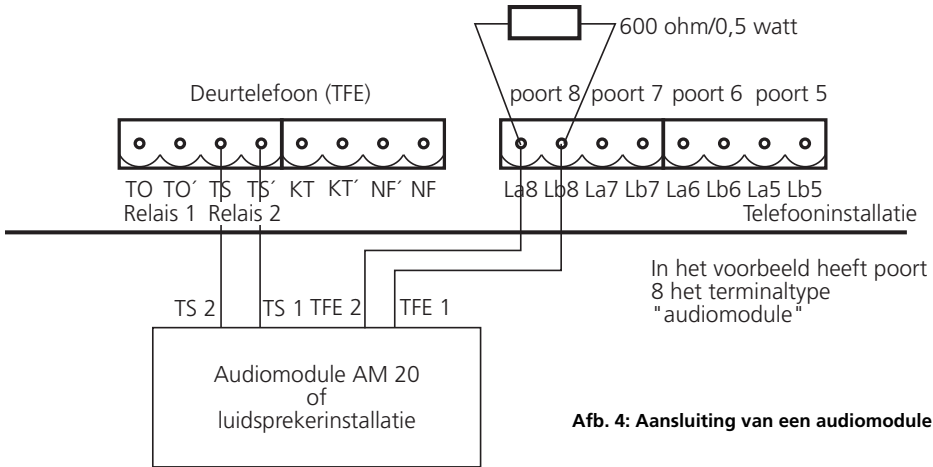 600 ohm/0,5 watt
Deurtelefoon (TFE)
poort 8 poort 7 poort 6 poort 5
TO TO´ TS TS´ KT KT´ NF´ NF
La8 Lb8 La7 Lb7 La6 Lb6 La5 Lb5
Relais 1 Relais 2
Telefooninstallatie
In het voorbeeld heeft poort
8 het terminaltype
"audiomodule"
TS 2 TS 1 TFE 2 TFE 1
Audiomodule AM 20
of
luidsprekerinstallatie
Afb. 4: Aansluiting van een audiomodule